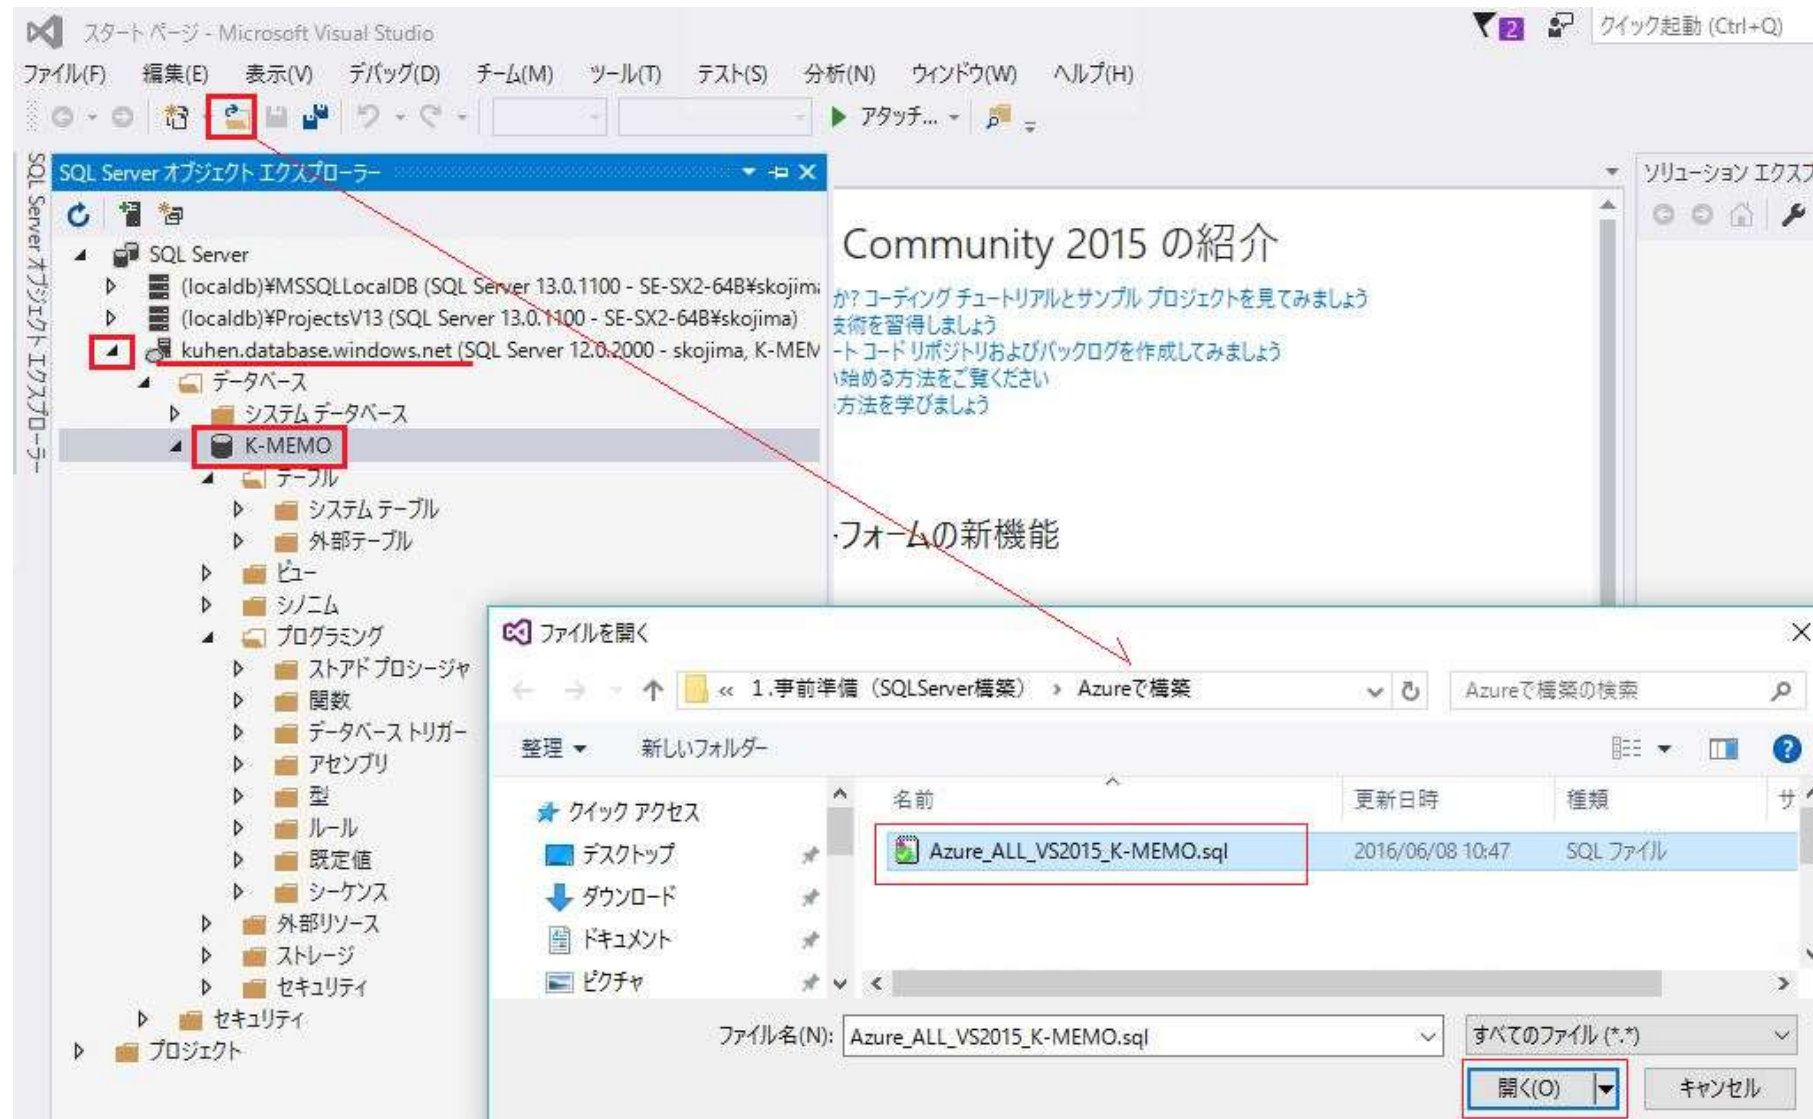 スタート ページ - Microsoft Visual Studio
2
クイック起動 (Ctrl+Q)
ファイル(F) 編集(E) 表示(V) デバッグ(D) チーム(M) ツール(T) テスト(S) 分析(N) ウィンドウ(W) ヘルプ(H)
アタッチ...
SQL Server オブジェクト エクスプローラー
SQL Server オブジェクト エクスプローラー
ソリューション エクスプ
SQL Server
(localdb)¥MSSQLLocalDB (SQL Server 13.0.1100 - SE-SX2-64B¥skojima
(localdb)¥ProjectsV13 (SQL Server 13.0.1100 - SE-SX2-64B¥skojima)
kuhen.database.windows.net (SQL Server 12.0.2000 - skojima, K-MEM
データベース
システム データベース
K-MEMO
テーブル
システム テーブル
外部テーブル
ビュー
シノニム
プログラミング
ストアド プロシージャ
関数
データベース トリガー
アセンブリ
型
ルール
既定値
シーケンス
外部リソース
ストレージ
セキュリティ
セキュリティ
プロジェクト
Community 2015 の紹介
か? コーディング チュートリアルとサンプル プロジェクトを見てみましょう
技術を習得しましょう
ート コード リポジトリおよびバックログを作成してみましょう
い始める方法をご覧ください
方法を学びましょう
フォームの新機能
ファイルを開く
« 1.事前準備（SQLServer構築） › Azureで構築
Azureで構築の検索
整理 新しいフォルダー
名前 更新日時 種類 サ
クイック アクセス
デスクトップ
ダウンロード
ドキュメント
ピクチャ
Azure_ALL_VS2015_K-MEMO.sql 2016/06/08 10:47 SQL ファイル
ファイル名(N): Azure_ALL_VS2015_K-MEMO.sql すべてのファイル (*.*)
開く(O) キャンセル